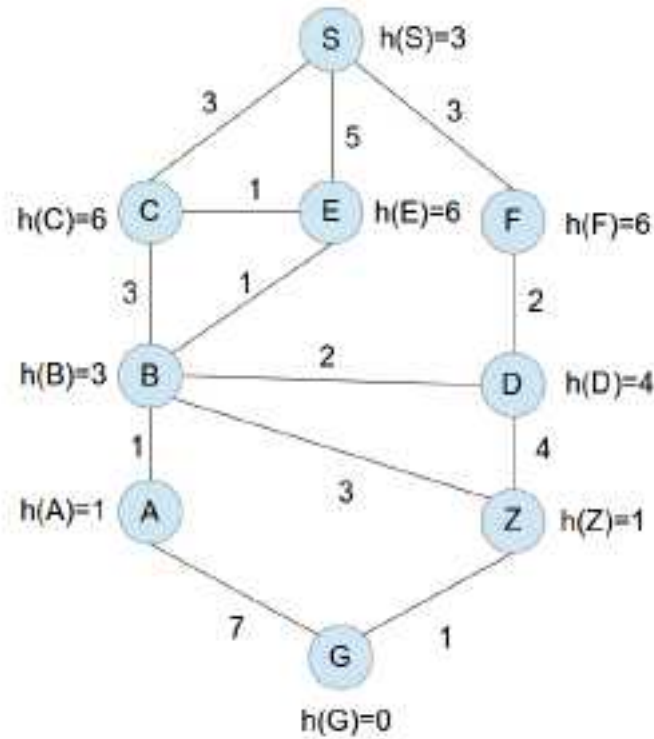 S h(S)=3
3 5 3
h(C)=6 C 1 E h(E)=6 F h(F)=6
3 1 2
h(B)=3 B 2 D h(D)=4
1 3 4
h(A)=1 A Z h(Z)=1
7 1
G
h(G)=0